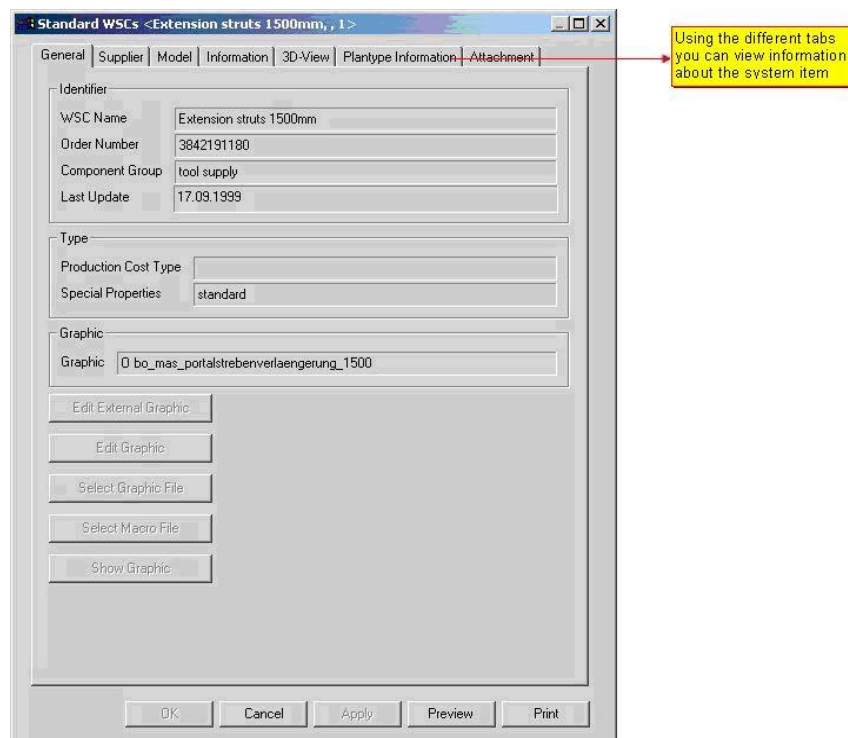 Standard WSCs <Extension struts 1500mm, , 1>
General Supplier Model Information 3D-View Plantype Information Attachment
Using the different tabs
you can view information
about the system item
Identifier
WSC Name Extension struts 1500mm
Order Number 3842191180
Component Group tool supply
Last Update 17.09.1999
Type
Production Cost Type
Special Properties standard
Graphic
Graphic O bo_mas_portalstrebenverlaengerung_1500
Edit External Graphic
Edit Graphic
Select Graphic File
Select Macro File
Show Graphic
OK Cancel Apply Preview Print